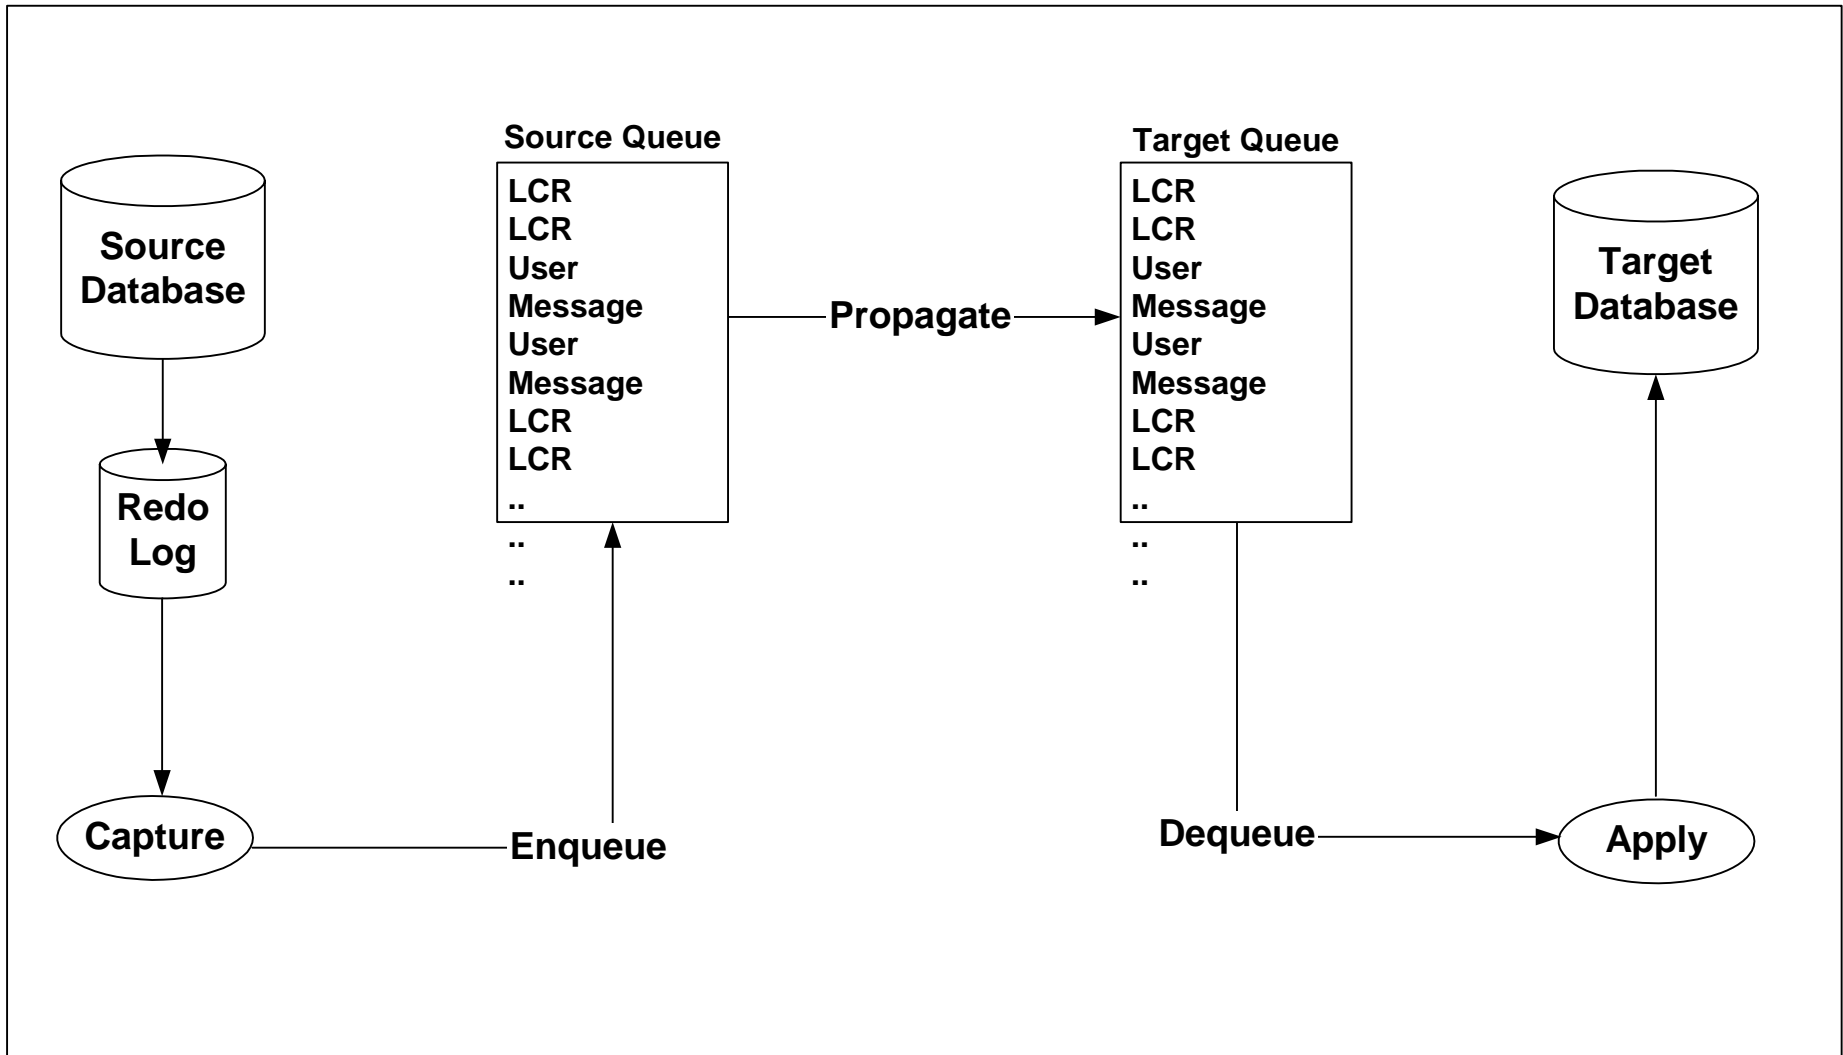 Source Queue
Target Queue
Source
Database
LCR
LCR
User
Message
User
Message
LCR
LCR
..
..
..
Propagate
LCR
LCR
User
Message
User
Message
LCR
LCR
..
..
..
Target
Database
Redo
Log
Capture
Enqueue
Dequeue
Apply